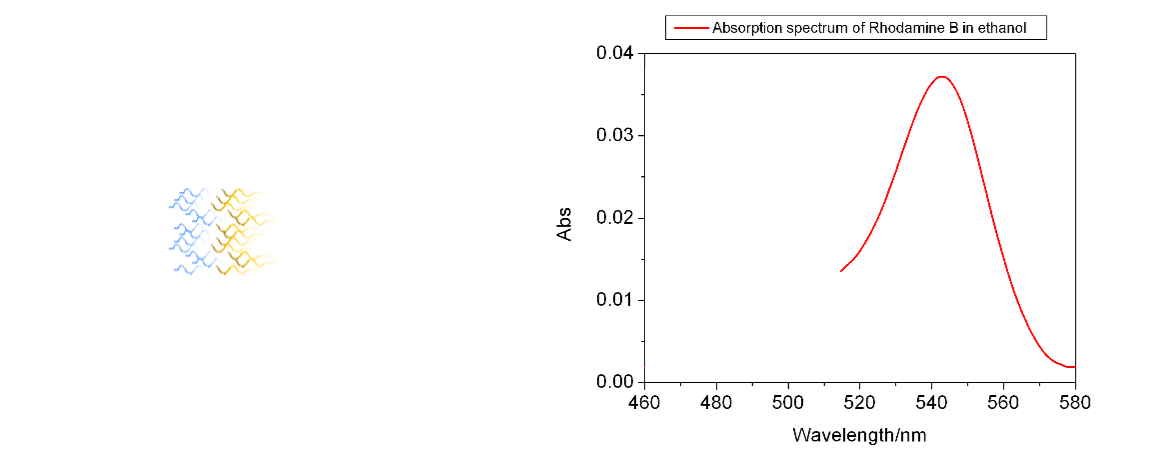 Absorption spectrum of Rhodamine B in ethanol
0.04
0.03
0.02
0.01
0.00
Abs
460 480 500 520 540 560 580
Wavelength/nm